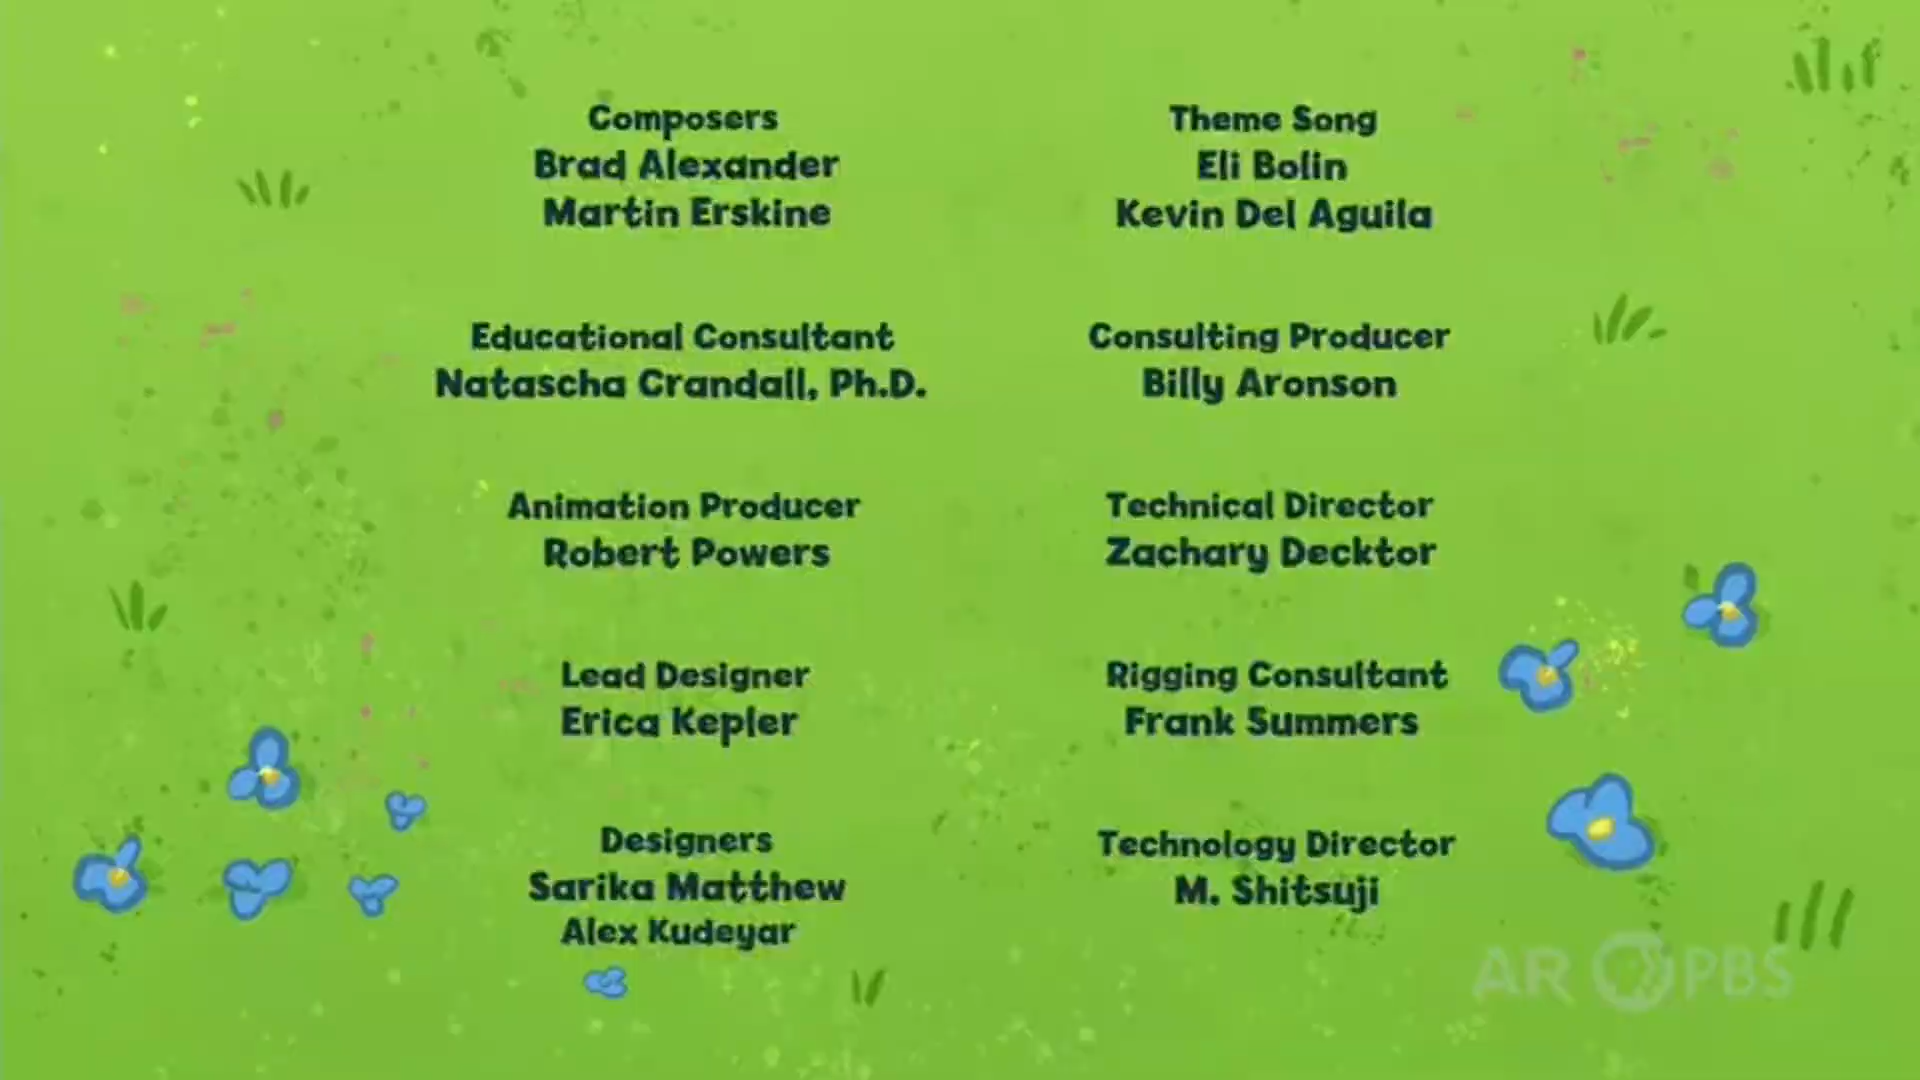 Composers
Brad Alexander
Martin Erskine
Theme Song
Eli Bolin
Kevin Del Aguila
Educational Consultant
Natascha Crandall, Ph.D.
Consulting Producer
Billy Aronson
Animation Producer
Robert Powers
Technical Director
Zachary Decktor
Lead Designer
Erica Kepler
Rigging Consultant
Frank Summers
Designers
Sarika Matthew
Alex Kudeyar
Technology Director
M. Shitsuji
AR PBS